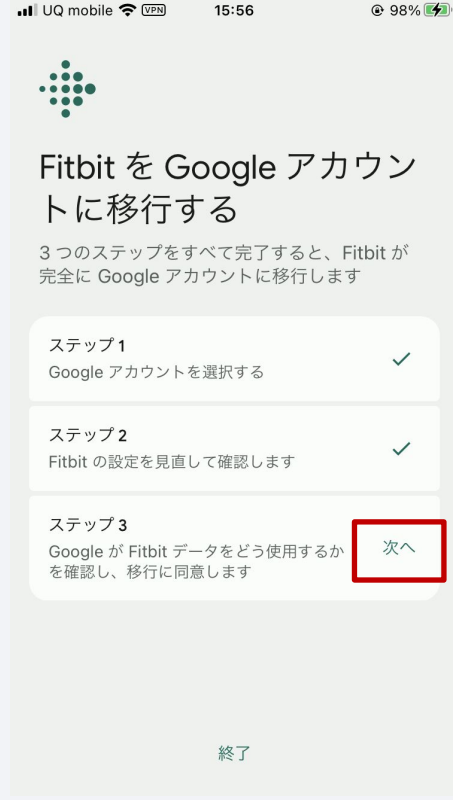 UQ mobile VPN 15:56 98%
Fitbit を Google アカウン
トに移行する
3 つのステップをすべて完了すると、Fitbit が
完全に Google アカウントに移行します
ステップ 1
Google アカウントを選択する
ステップ 2
Fitbit の設定を見直して確認します
ステップ 3
Google が Fitbit データをどう使用するか
を確認し、移行に同意します
次へ
終了